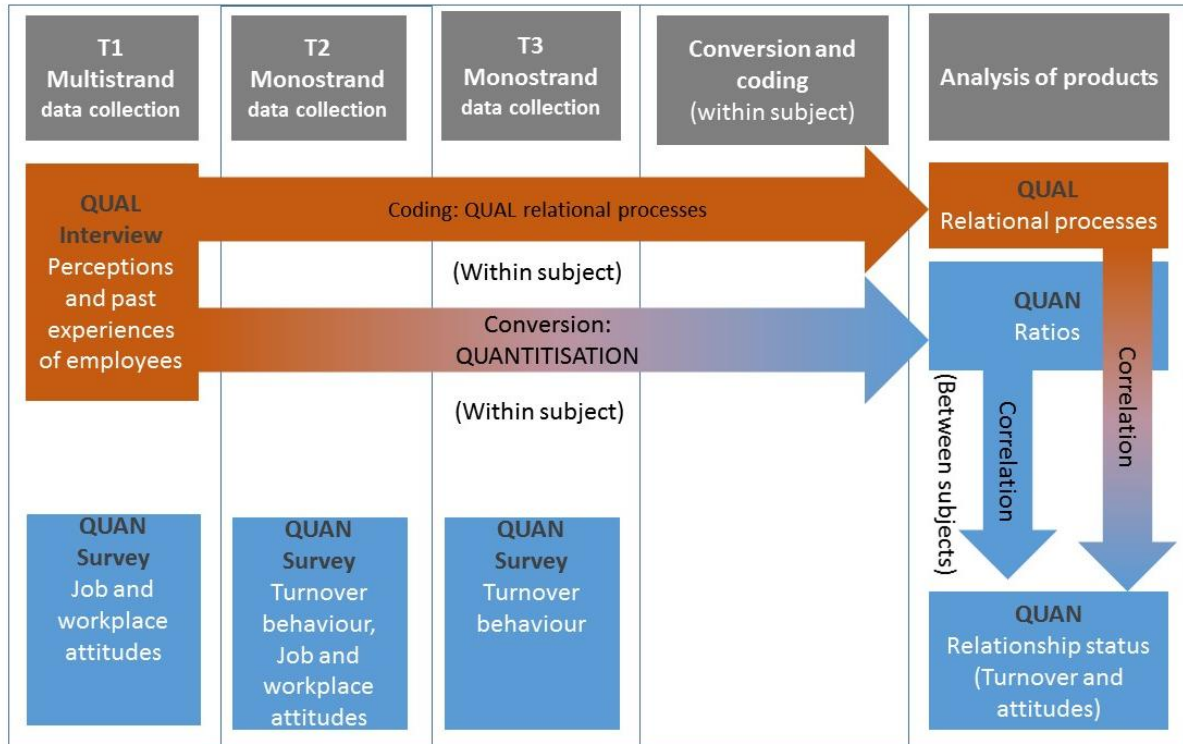 T1
Multistrand
data collection
T2
Monostrand
data collection
T3
Monostrand
data collection
Conversion and
coding
(within subject)
Analysis of products
QUAL
Interview
Perceptions
and past
experiences
of employees
Coding: QUAL relational processes
(Within subject)
Conversion:
QUANTITISATION
(Within subject)
QUAL
Relational processes
QUAN
Ratios
(Between subjects)
Correlation
Correlation
QUAN
Survey
Job and
workplace
attitudes
QUAN
Survey
Turnover
behaviour,
Job and
workplace
attitudes
QUAN
Survey
Turnover
behaviour
QUAN
Relationship status
(Turnover and
attitudes)